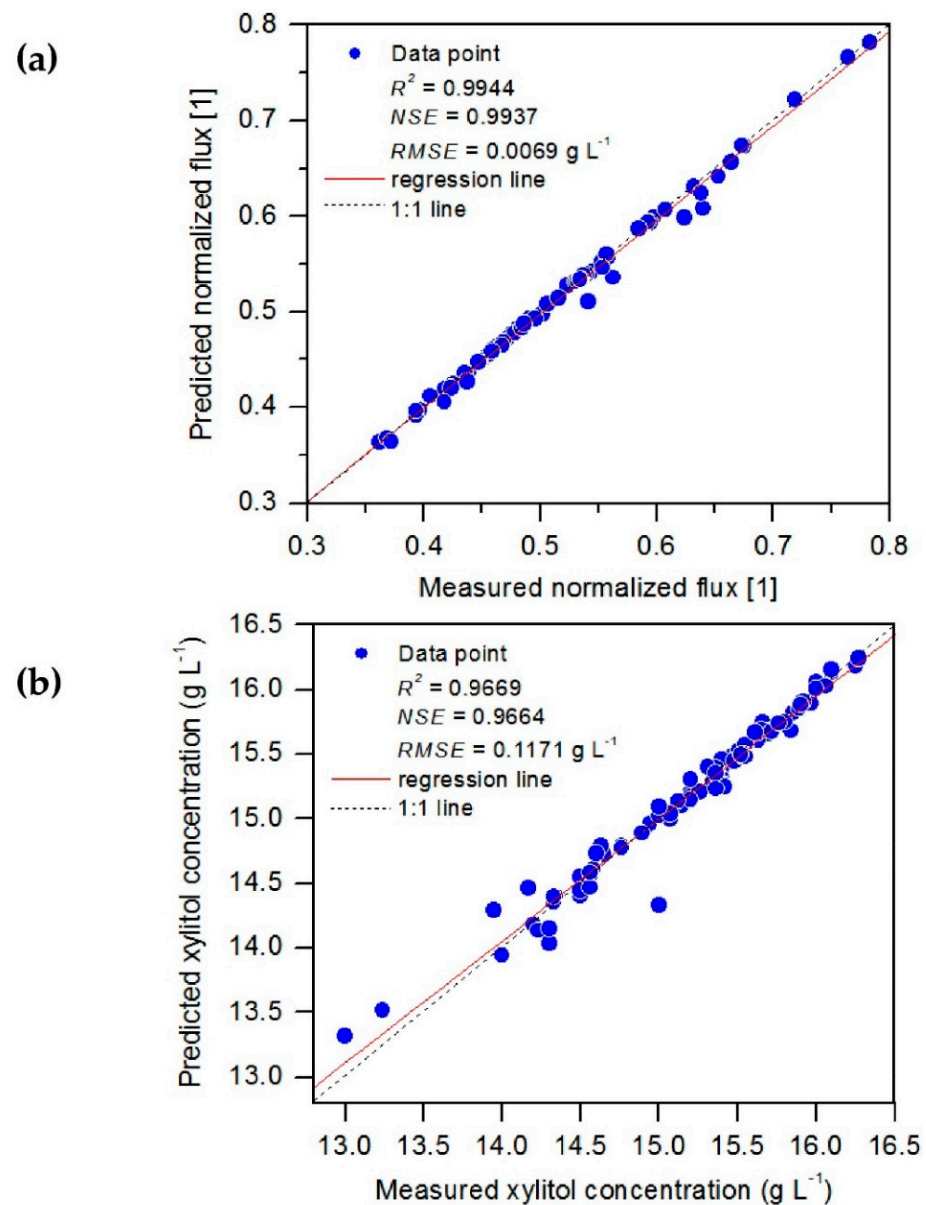 (a)
0.8
0.7
0.6
0.5
0.4
0.3
Predicted normalized flux [1]
Data point
R² = 0.9944
NSE = 0.9937
RMSE = 0.0069 g L⁻¹
regression line
1:1 line
0.3 0.4 0.5 0.6 0.7 0.8
Measured normalized flux [1]
(b)
16.5
16.0
15.5
15.0
14.5
14.0
13.5
13.0
Predicted xylitol concentration (g L⁻¹)
Data point
R² = 0.9669
NSE = 0.9664
RMSE = 0.1171 g L⁻¹
regression line
1:1 line
13.0 14.0 14.5 15.0 15.5 16.0 16.5
Measured xylitol concentration (g L⁻¹)